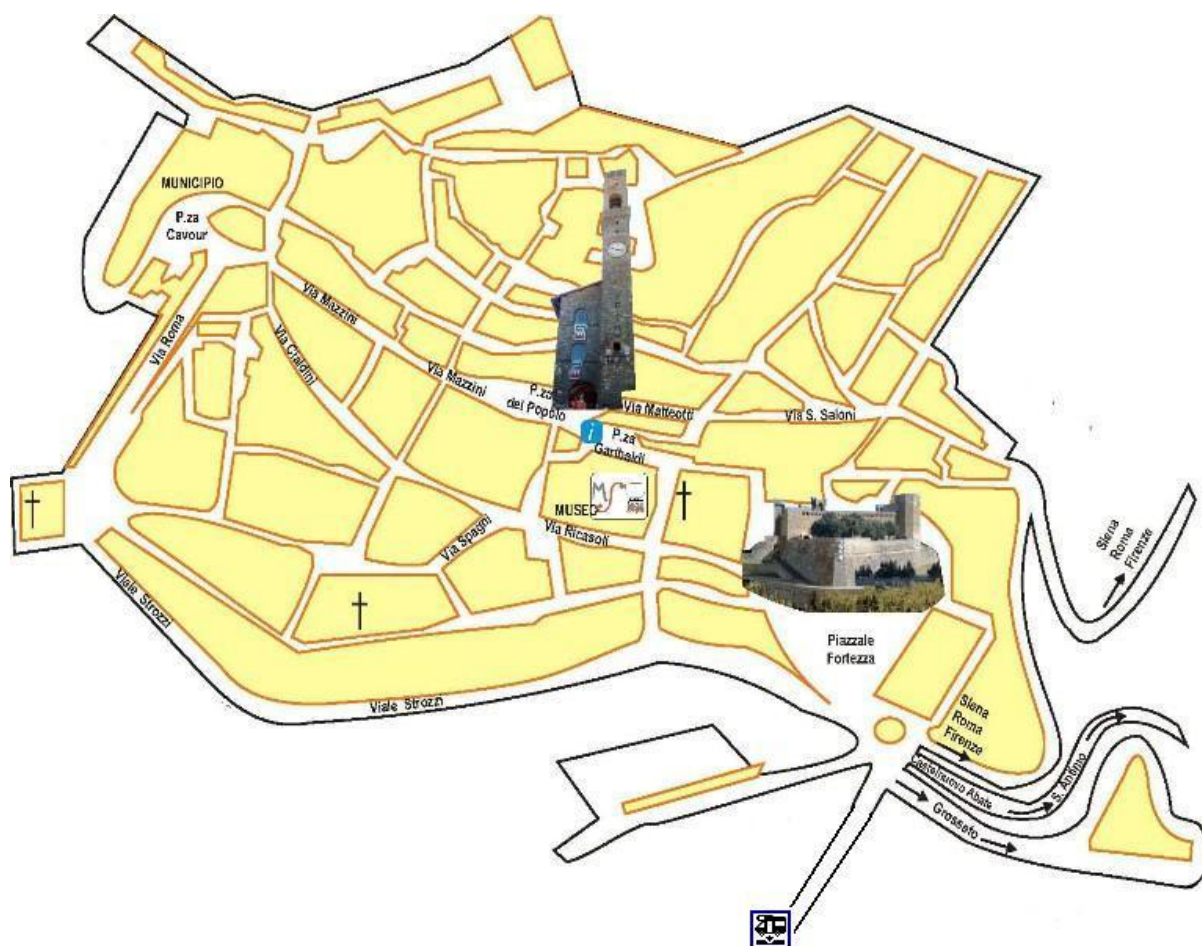 MUNICIPIO
P.za
Cavour
Via Mazzini
Via Roma
Via Cialdini
Via Mazzini
P.za
del Popolo
Via Matteotti
Via S. Saloni
i
P.za
Garibaldi
M
MUSEO
Via Ricasoli
Via Spagni
Siena
Roma
Firenze
Viale Strozzi
Piazzale
Fortezza
Viale Strozzi
Siena
Roma
Firenze
Castelnuovo Abate
S. Antimo
Grosseto